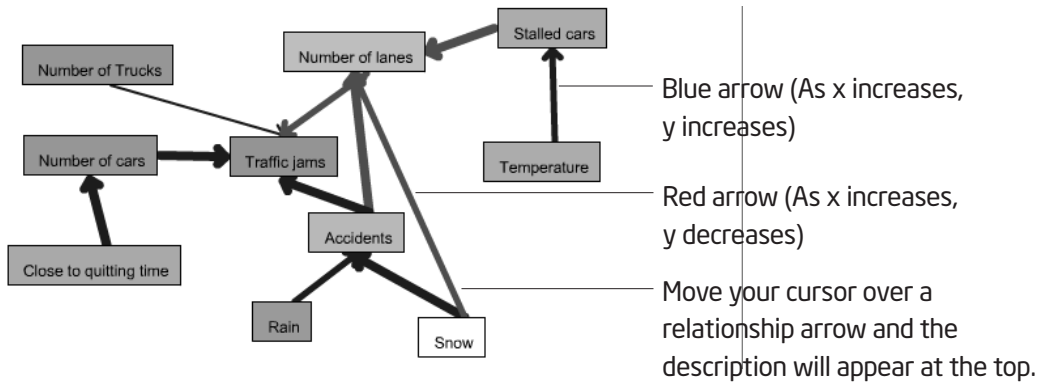 Stalled cars
Number of lanes
Number of Trucks
Number of cars
Traffic jams
Temperature
Accidents
Close to quitting time
Rain
Snow
Blue arrow (As x increases,
y increases)
Red arrow (As x increases,
y decreases)
Move your cursor over a
relationship arrow and the
description will appear at the top.